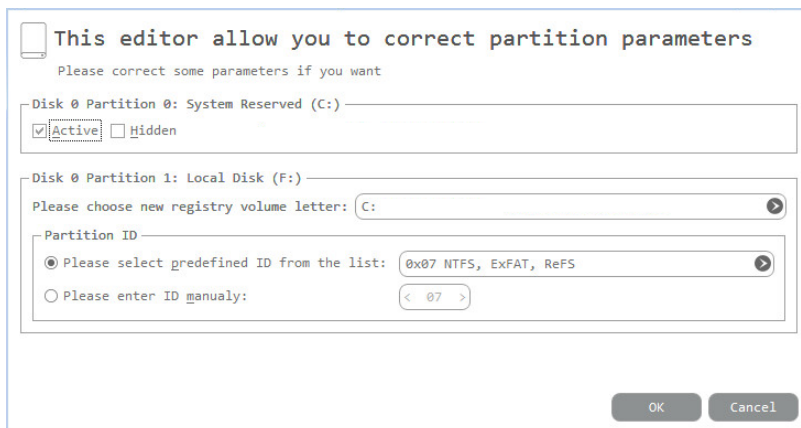 This editor allow you to correct partition parameters
Please correct some parameters if you want
Disk 0 Partition 0: System Reserved (C:)
Active Hidden
Disk 0 Partition 1: Local Disk (F:)
Please choose new registry volume letter: C:
Partition ID
Please select predefined ID from the list: 0x07 NTFS, ExFAT, ReFS
Please enter ID manualy: < 07 >
OK Cancel